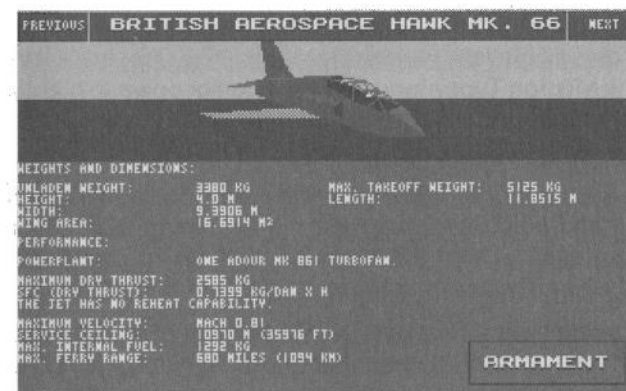 PREVIOUS BRITISH AEROSPACE HAWK MK. 66 NEXT
WEIGHTS AND DIMENSIONS:
UNLADEN WEIGHT: 3380 KG MAX. TAKEOFF WEIGHT: 5125 KG
HEIGHT: 4.0 M LENGTH: 11.8515 M
WIDTH: 9.3906 M
WING AREA: 16.6914 M²
PERFORMANCE:
POWERPLANT: ONE ADOUR MK 861 TURBOFAN.
MAXIMUM DRY THRUST: 2585 KG
SFC (DRY THRUST): 0.7399 KG/DAN X H
THE JET HAS NO REHEAT CAPABILITY.
MAXIMUM VELOCITY: MACH 0.81
SERVICE CEILING: 10970 M (35976 FT)
MAX. INTERNAL FUEL: 1292 KG
MAX. FERRY RANGE: 680 MILES (1094 KM)
ARMAMENT